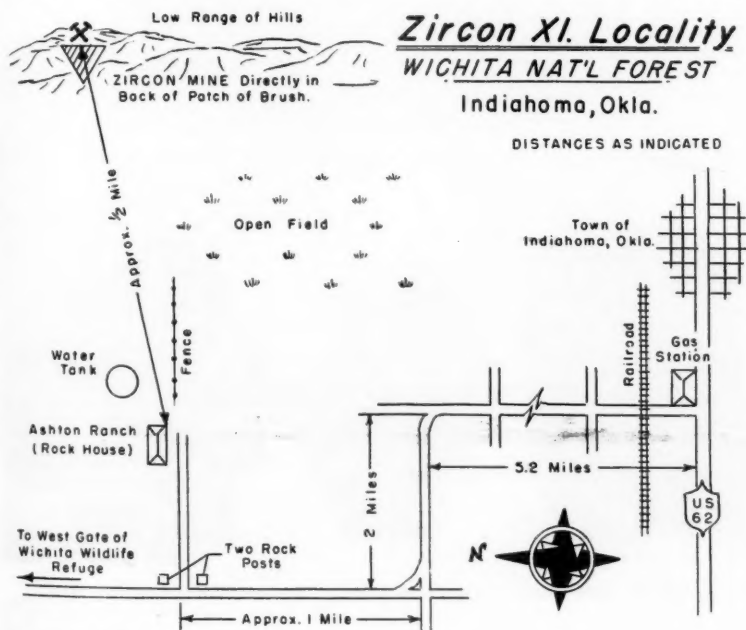 Zircon Xl. Locality
WICHITA NAT'L FOREST
Indiahoma, Okla.
DISTANCES AS INDICATED
Low Range of Hills
ZIRCON MINE Directly in
Back of Patch of Brush.
Approx. 1/2 Mile
Open Field
Town of
Indiahoma, Okla.
Fence
Water
Tank
Railroad
Gas
Station
Ashton Ranch
(Rock House)
5.2 Miles
2 Miles
US
62
To West Gate of
Wichita Wildlife
Refuge
Two Rock
Posts
N
Approx. 1 Mile